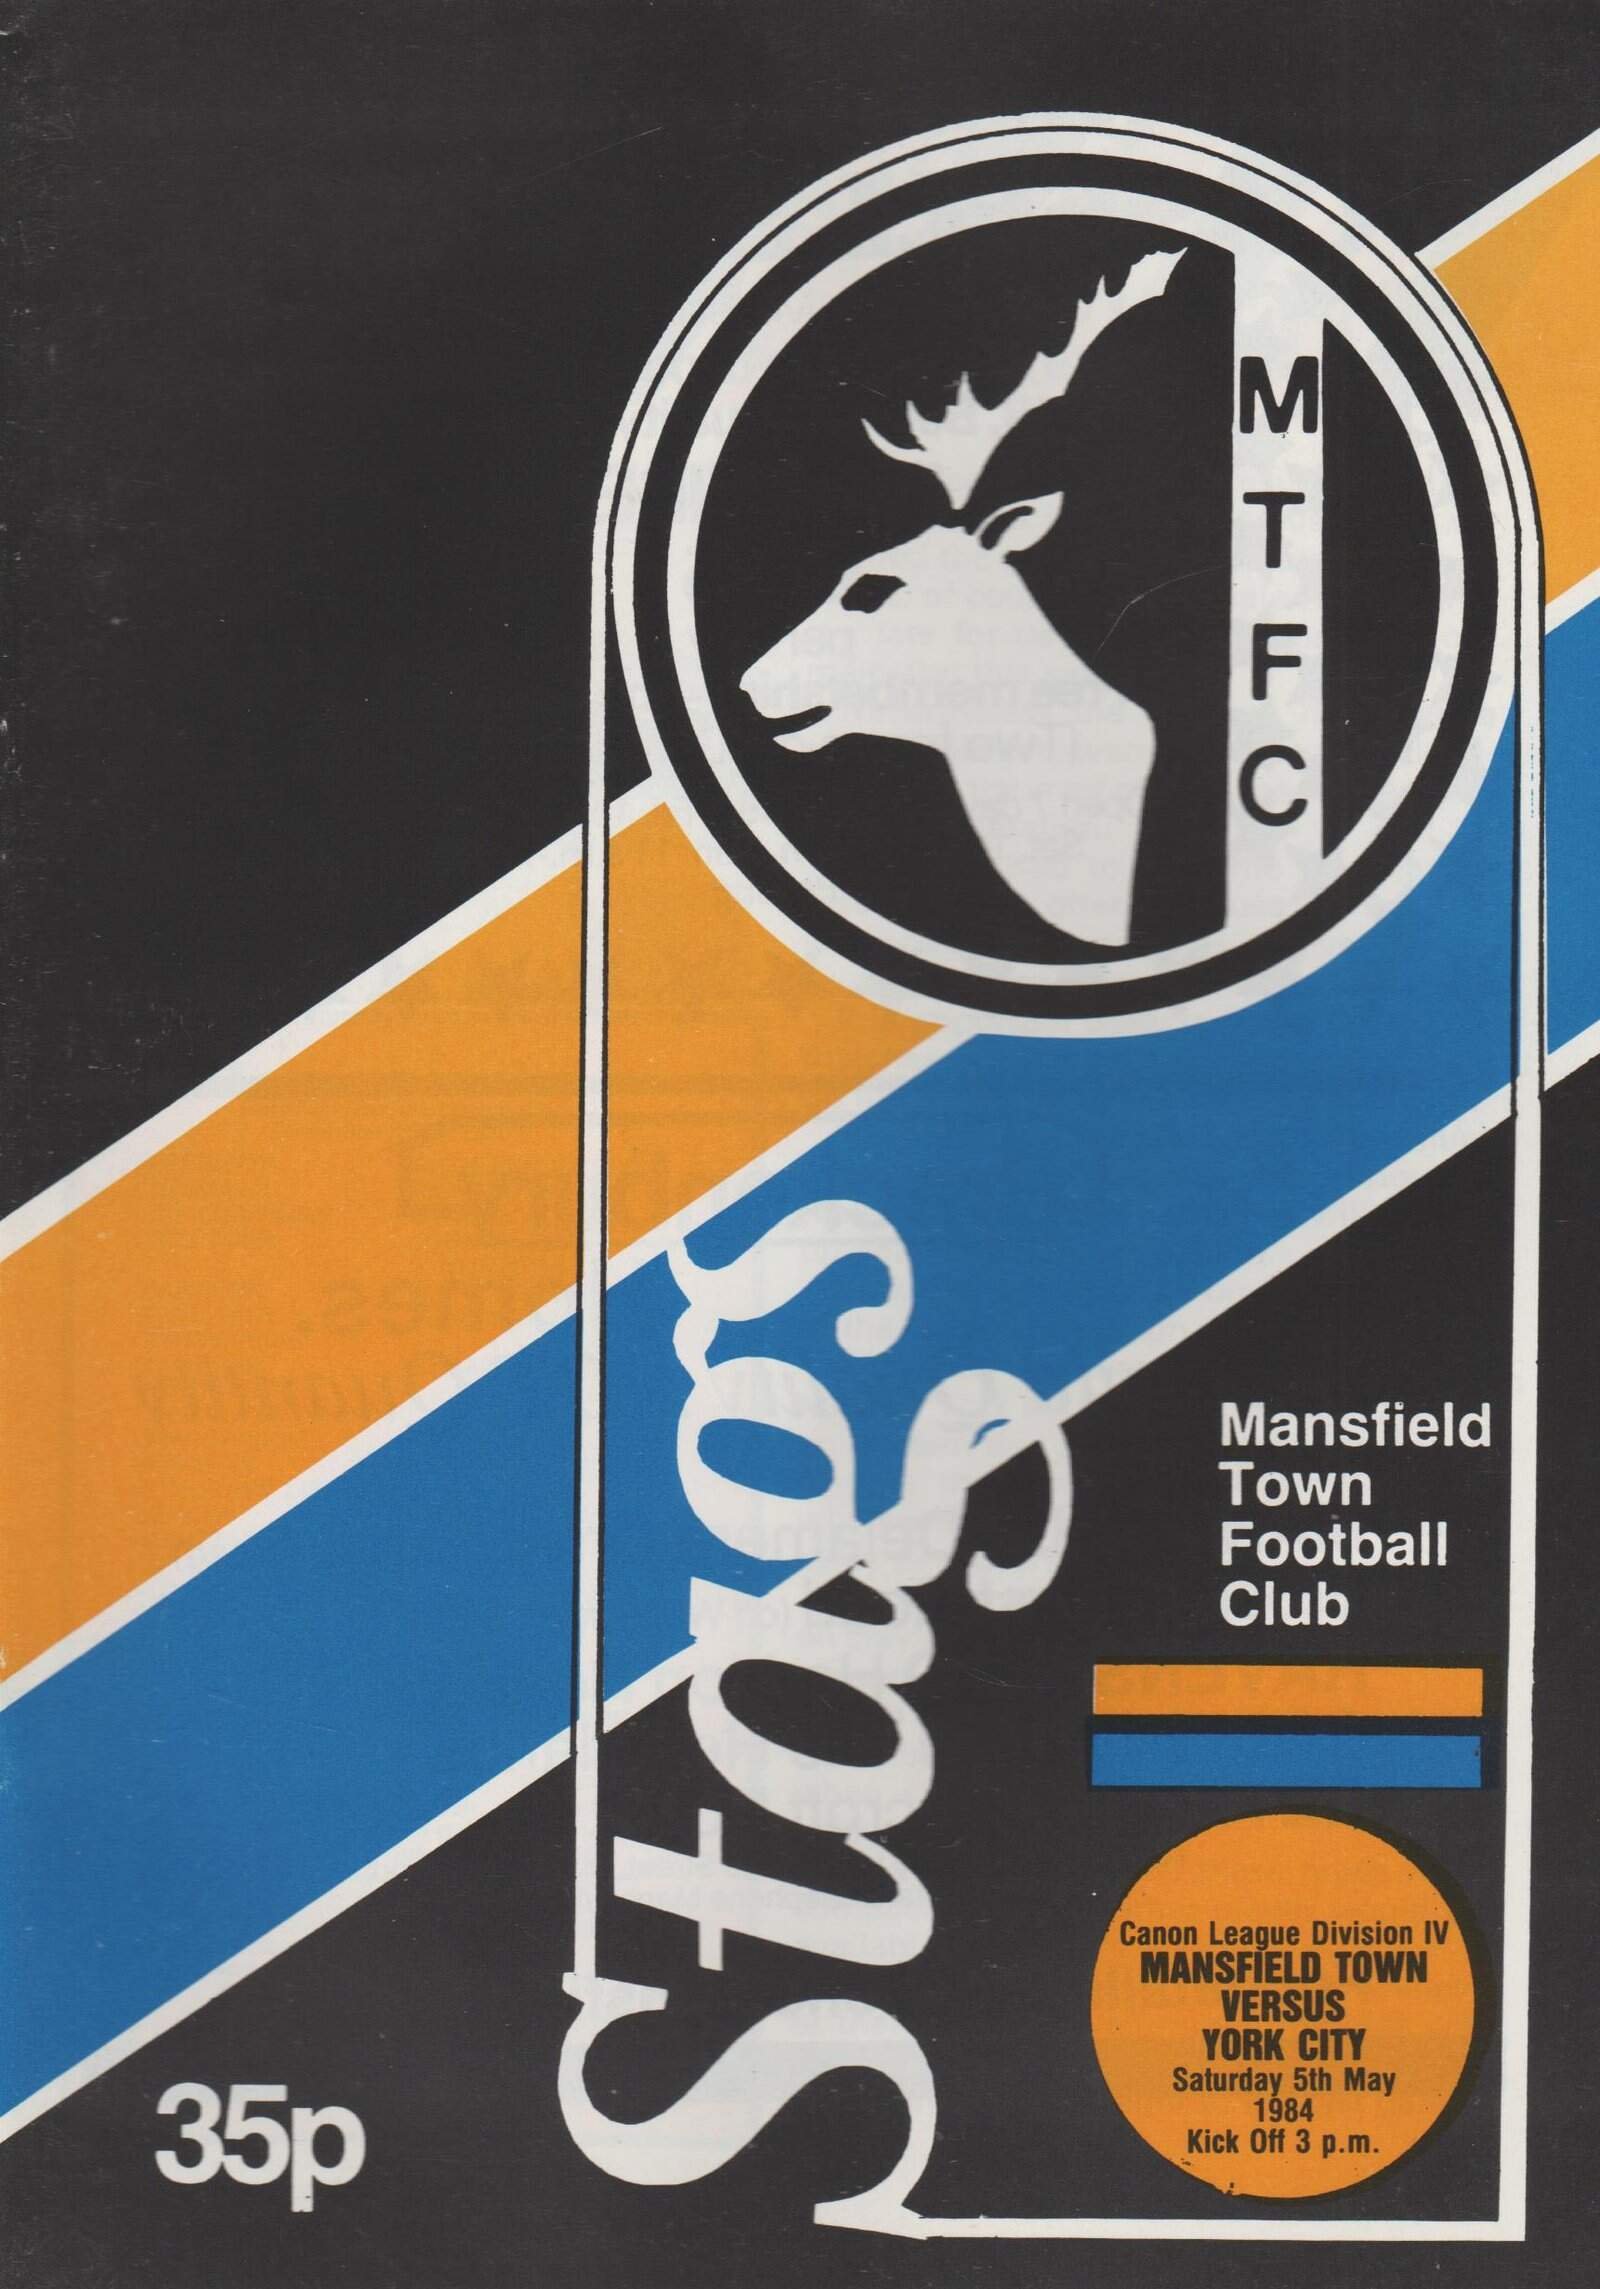 M
T
F
C
Stags
Mansfield
Town
Football
Club
Canon League Division IV
MANSFIELD TOWN
VERSUS
YORK CITY
Saturday 5th May
1984
Kick Off 3 p.m.
35p